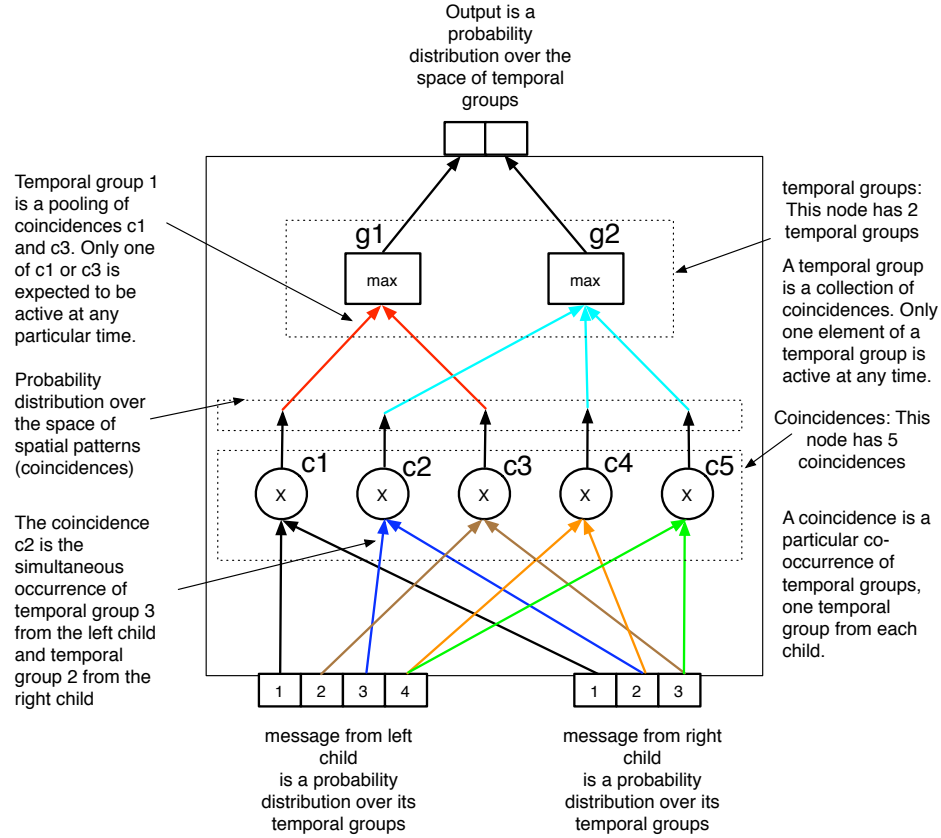 Output is a
probability
distribution over the
space of temporal
groups
Temporal group 1
is a pooling of
coincidences c1
and c3. Only one
of c1 or c3 is
expected to be
active at any
particular time.
Probability
distribution over
the space of
spatial patterns
(coincidences)
The coincidence
c2 is the
simultaneous
occurrence of
temporal group 3
from the left child
and temporal
group 2 from the
right child
g1
g2
max
max
c1
c2
c3
c4
c5
x
x
x
x
x
1
2
3
4
1
2
3
temporal groups:
This node has 2
temporal groups
A temporal group
is a collection of
coincidences. Only
one element of a
temporal group is
active at any time.
Coincidences: This
node has 5
coincidences
A coincidence is a
particular co-
occurrence of
temporal groups,
one temporal
group from each
child.
message from left
child
is a probability
distribution over its
temporal groups
message from right
child
is a probability
distribution over its
temporal groups